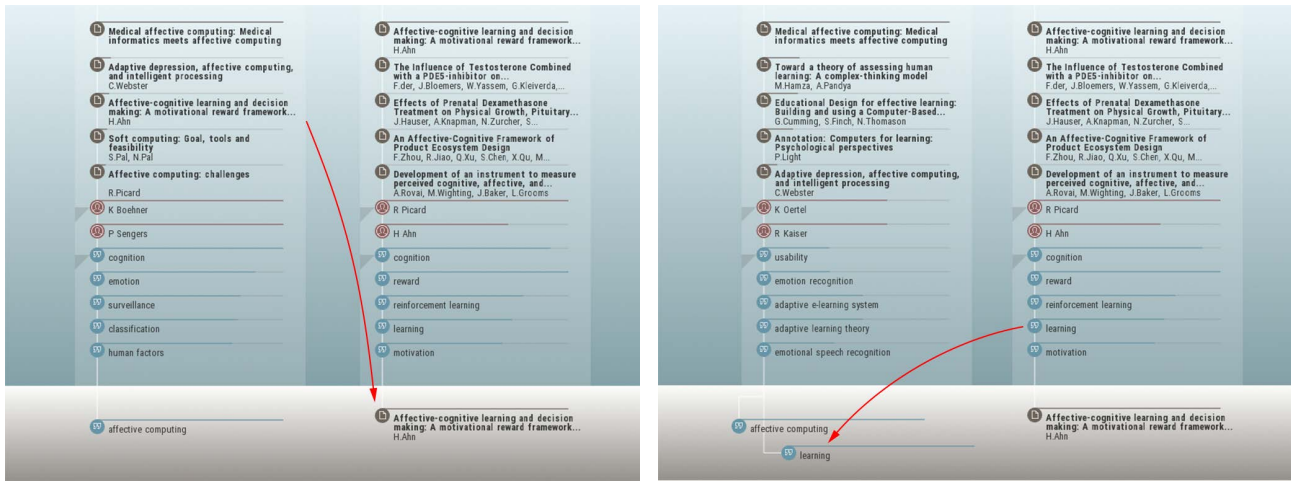 Medical affective computing: Medical
informatics meets affective computing
Adaptive depression, affective computing,
and intelligent processing
C.Webster
Affective-cognitive learning and decision
making: A motivational reward framework...
H.Ahn
Soft computing: Goal, tools and
feasibility
S.Pal, N.Pal
Affective computing: challenges
R.Picard
K Boehner
P Sengers
cognition
emotion
surveillance
classification
human factors
affective computing
Affective-cognitive learning and decision
making: A motivational reward framework...
H.Ahn
The Influence of Testosterone Combined
with a PDE5-inhibitor on...
F.der, J.Bloemers, W.Yassem, G.Kleiverda,...
Effects of Prenatal Dexamethasone
Treatment on Physical Growth, Pituitary...
J.Hauser, A.Knapman, N.Zurcher, S...
An Affective-Cognitive Framework of
Product Ecosystem Design
F.Zhou, R.Jiao, Q.Xu, S.Chen, X.Qu, M...
Development of an instrument to measure
perceived cognitive, affective, and...
A.Rovai, M.Wighting, J.Baker, L.Grooms
R Picard
H Ahn
cognition
reward
reinforcement learning
learning
motivation
Affective-cognitive learning and decision
making: A motivational reward framework...
H.Ahn
Medical affective computing: Medical
informatics meets affective computing
Toward a theory of assessing human
learning: A complex-thinking model
M.Hamza, A.Pandya
Educational Design for effective learning:
Building and using a Computer-Based...
G.Cumming, S.Finch, N.Thomason
Annotation: Computers for learning:
Psychological perspectives
P.Light
Adaptive depression, affective computing,
and intelligent processing
C.Webster
K Oertel
R Kaiser
usability
emotion recognition
adaptive e-learning system
adaptive learning theory
emotional speech recognition
affective computing
learning
Affective-cognitive learning and decision
making: A motivational reward framework...
H.Ahn
The Influence of Testosterone Combined
with a PDE5-inhibitor on...
F.der, J.Bloemers, W.Yassem, G.Kleiverda,...
Effects of Prenatal Dexamethasone
Treatment on Physical Growth, Pituitary...
J.Hauser, A.Knapman, N.Zurcher, S...
An Affective-Cognitive Framework of
Product Ecosystem Design
F.Zhou, R.Jiao, Q.Xu, S.Chen, X.Qu, M...
Development of an instrument to measure
perceived cognitive, affective, and...
A.Rovai, M.Wighting, J.Baker, L.Grooms
R Picard
H Ahn
cognition
reward
reinforcement learning
learning
motivation
Affective-cognitive learning and decision
making: A motivational reward framework...
H.Ahn